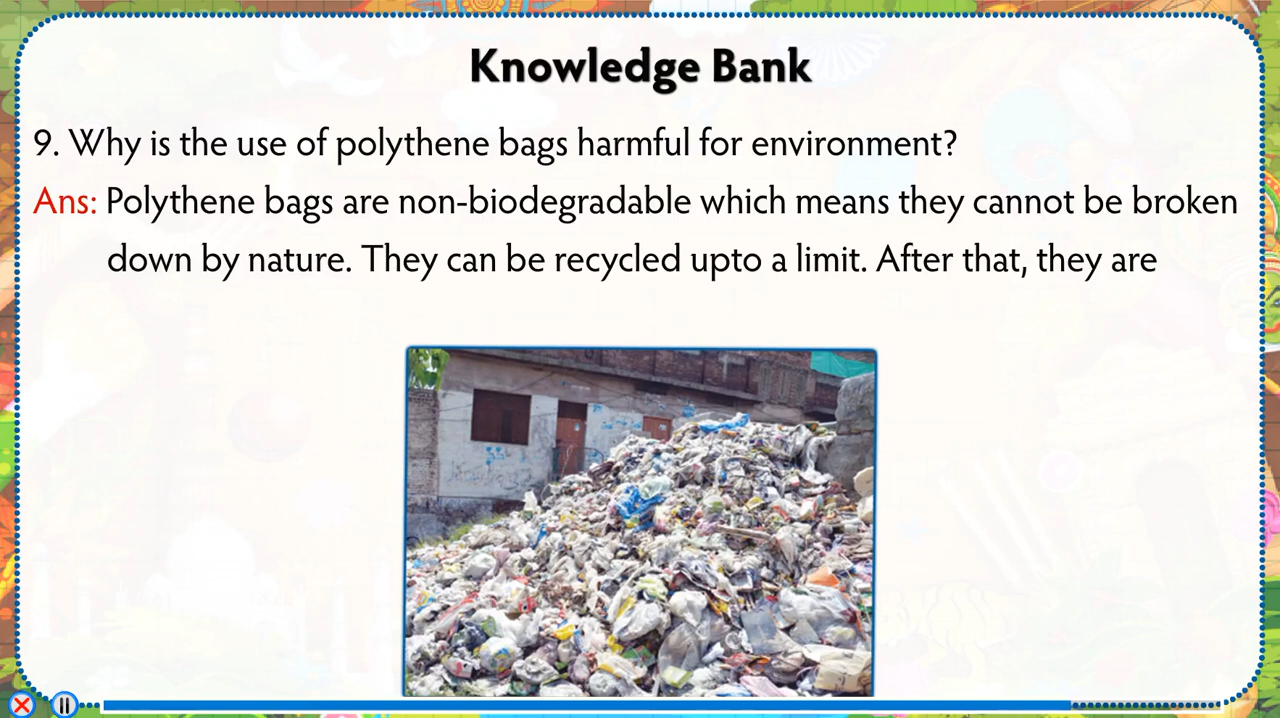 Knowledge Bank
9. Why is the use of polythene bags harmful for environment?
Ans: Polythene bags are non-biodegradable which means they cannot be broken
down by nature. They can be recycled upto a limit. After that, they are